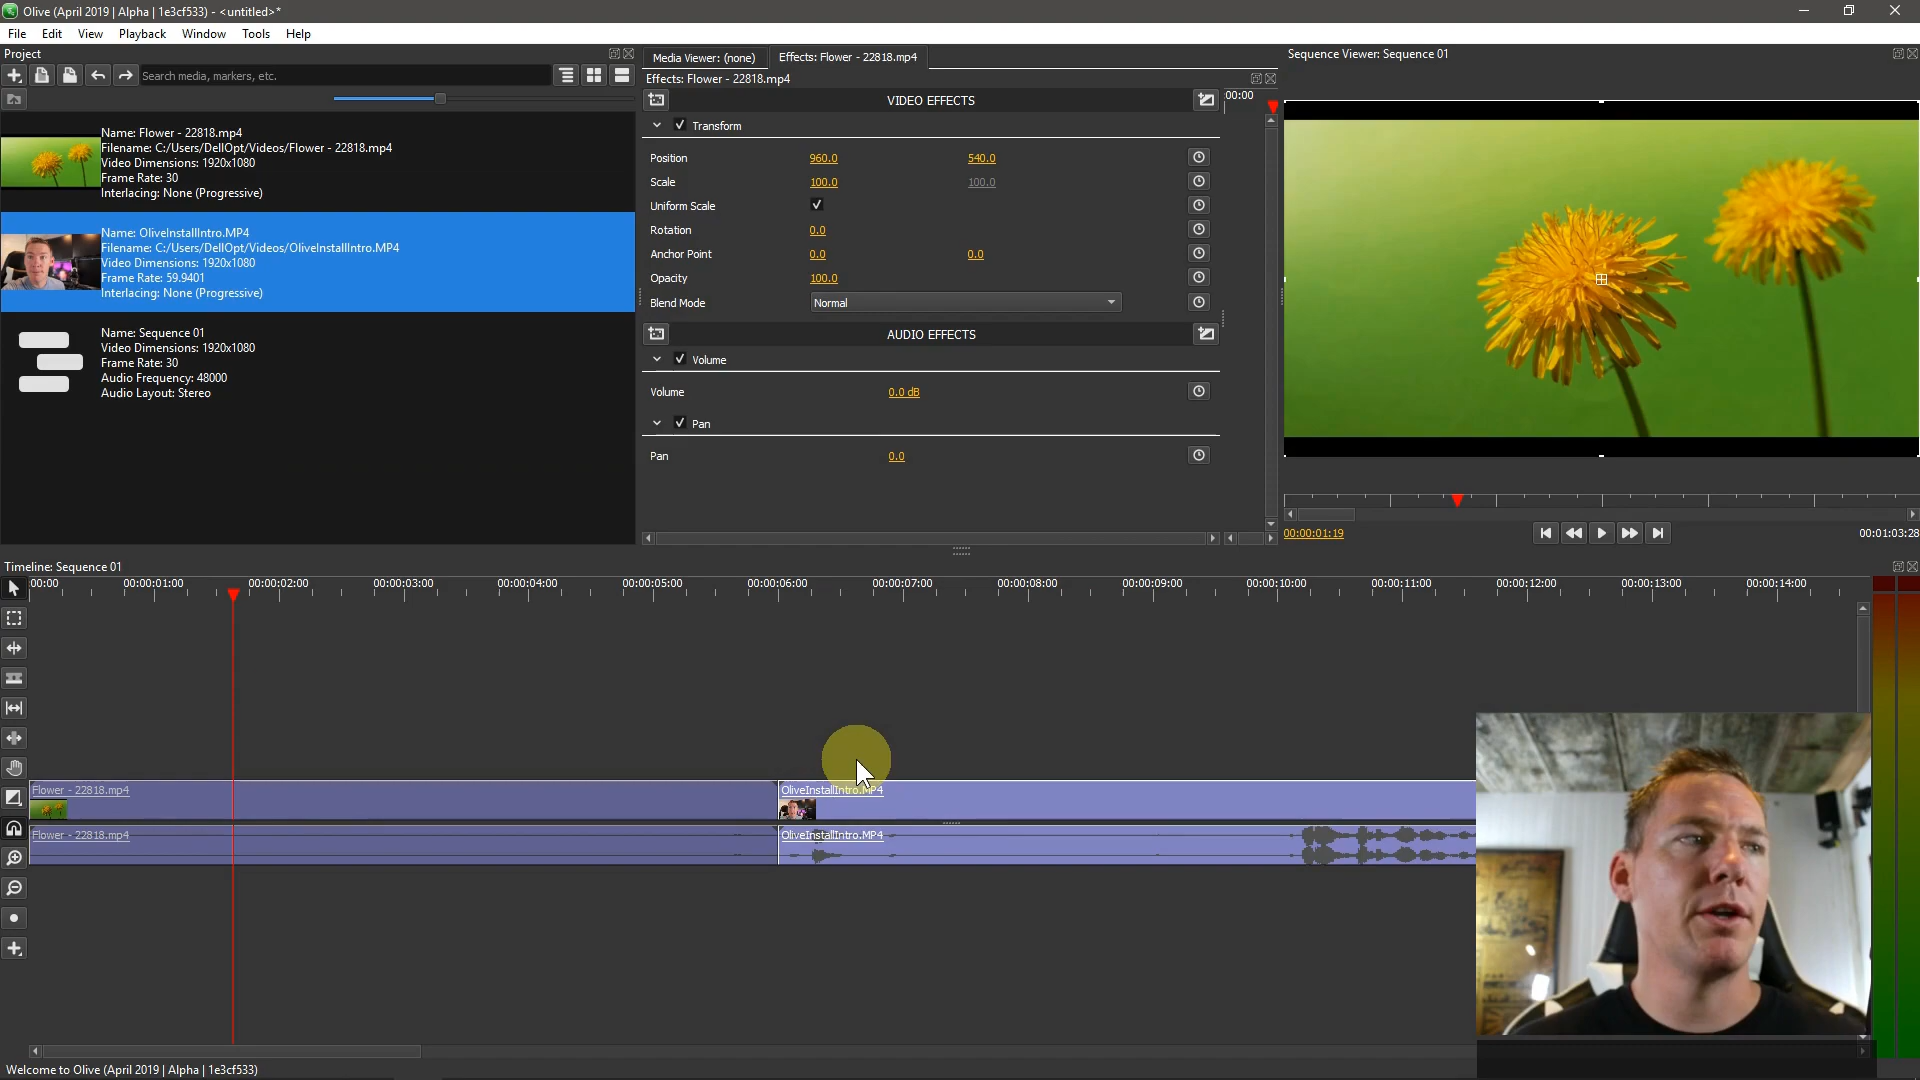 Olive (April 2019 | Alpha | 1e3cf533) - <untitled>*
File Edit View Playback Window Tools Help
Project
Search media, markers, etc.
Name: Flower - 22818.mp4
Filename: C:/Users/DellOpt/Videos/Flower - 22818.mp4
Video Dimensions: 1920x1080
Frame Rate: 30
Interlacing: None (Progressive)
Name: OliveInstallIntro.MP4
Filename: C:/Users/DellOpt/Videos/OliveInstallIntro.MP4
Video Dimensions: 1920x1080
Frame Rate: 59.9401
Interlacing: None (Progressive)
Name: Sequence 01
Video Dimensions: 1920x1080
Frame Rate: 30
Audio Frequency: 48000
Audio Layout: Stereo
Media Viewer: (none) Effects: Flower - 22818.mp4
Effects: Flower - 22818.mp4
VIDEO EFFECTS
00:00
Transform
Position 960.0 540.0
Scale 100.0 100.0
Uniform Scale
Rotation 0.0
Anchor Point 0.0 0.0
Opacity 100.0
Blend Mode Normal
AUDIO EFFECTS
Volume
Volume 0.0 dB
Pan
Pan 0.0
Sequence Viewer: Sequence 01
00:00:01:19 00:01:03:28
Timeline: Sequence 01
00:00 00:00:01:00 00:00:02:00 00:00:03:00 00:00:04:00 00:00:05:00 00:00:06:00 00:00:07:00 00:00:08:00 00:00:09:00 00:00:10:00 00:00:11:00 00:00:12:00 00:00:13:00 00:00:14:00
Flower - 22818.mp4 OliveInstallIntro.MP4
Flower - 22818.mp4 OliveInstallIntro.MP4
Welcome to Olive (April 2019 | Alpha | 1e3cf533)